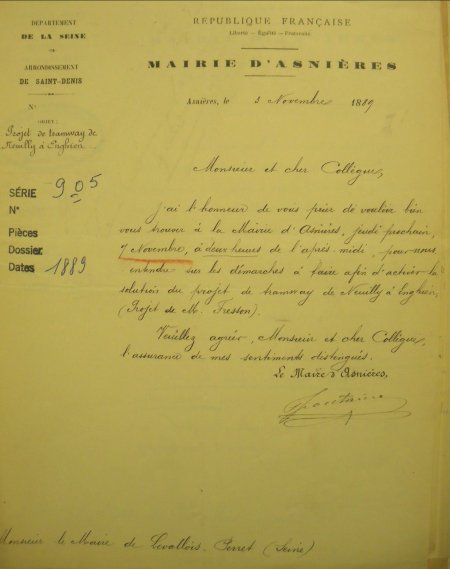 DÉPARTEMENT
DE LA SEINE
ARRONDISSEMENT
DE SAINT-DENIS
N°
OBJET:
Projet de tramway de
Neuilly à Enghien
SÉRIE 905
N°
Pièces
Dossier
Dates 1889
RÉPUBLIQUE FRANÇAISE
Liberté — Égalité — Fraternité
MAIRIE D'ASNIÈRES
Asnières, le 3 Novembre 1889
Monsieur et cher Collègue,
J'ai l'honneur de vous prier de vouloir bien
vous trouver à la Mairie d'Asnières, jeudi prochain,
7 Novembre, à deux heures de l'après midi, pour nous
entendre sur les démarches à faire afin d'activer la
solution du projet de tramway de Neuilly à Enghien
(Projet de M. Fresson).
Veuillez agréer, Monsieur et cher Collègue,
l'assurance de mes sentiments distingués.
Le Maire d'Asnières,
Monsieur le Maire de Levallois-Perret (Seine)